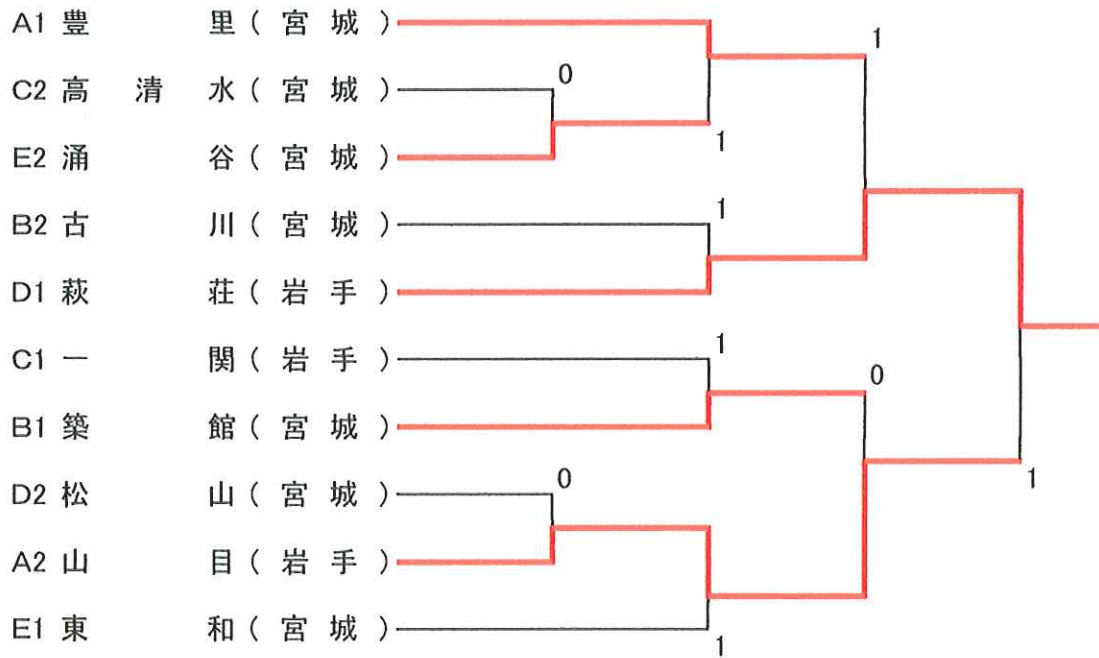 A1 豊 里 ( 宮 城 )
1
C2 高 清 水 ( 宮 城 )
0
E2 涌 谷 ( 宮 城 )
1
B2 古 川 ( 宮 城 )
1
D1 萩 荘 ( 岩 手 )
C1 一 関 ( 岩 手 )
1
0
B1 築 館 ( 宮 城 )
D2 松 山 ( 宮 城 )
0
1
A2 山 目 ( 岩 手 )
E1 東 和 ( 宮 城 )
1